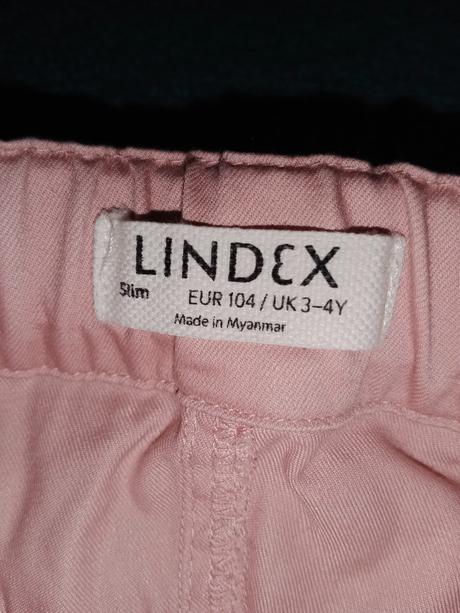 LINDEX
Slim EUR 104 / UK 3–4Y
Made in Myanmar